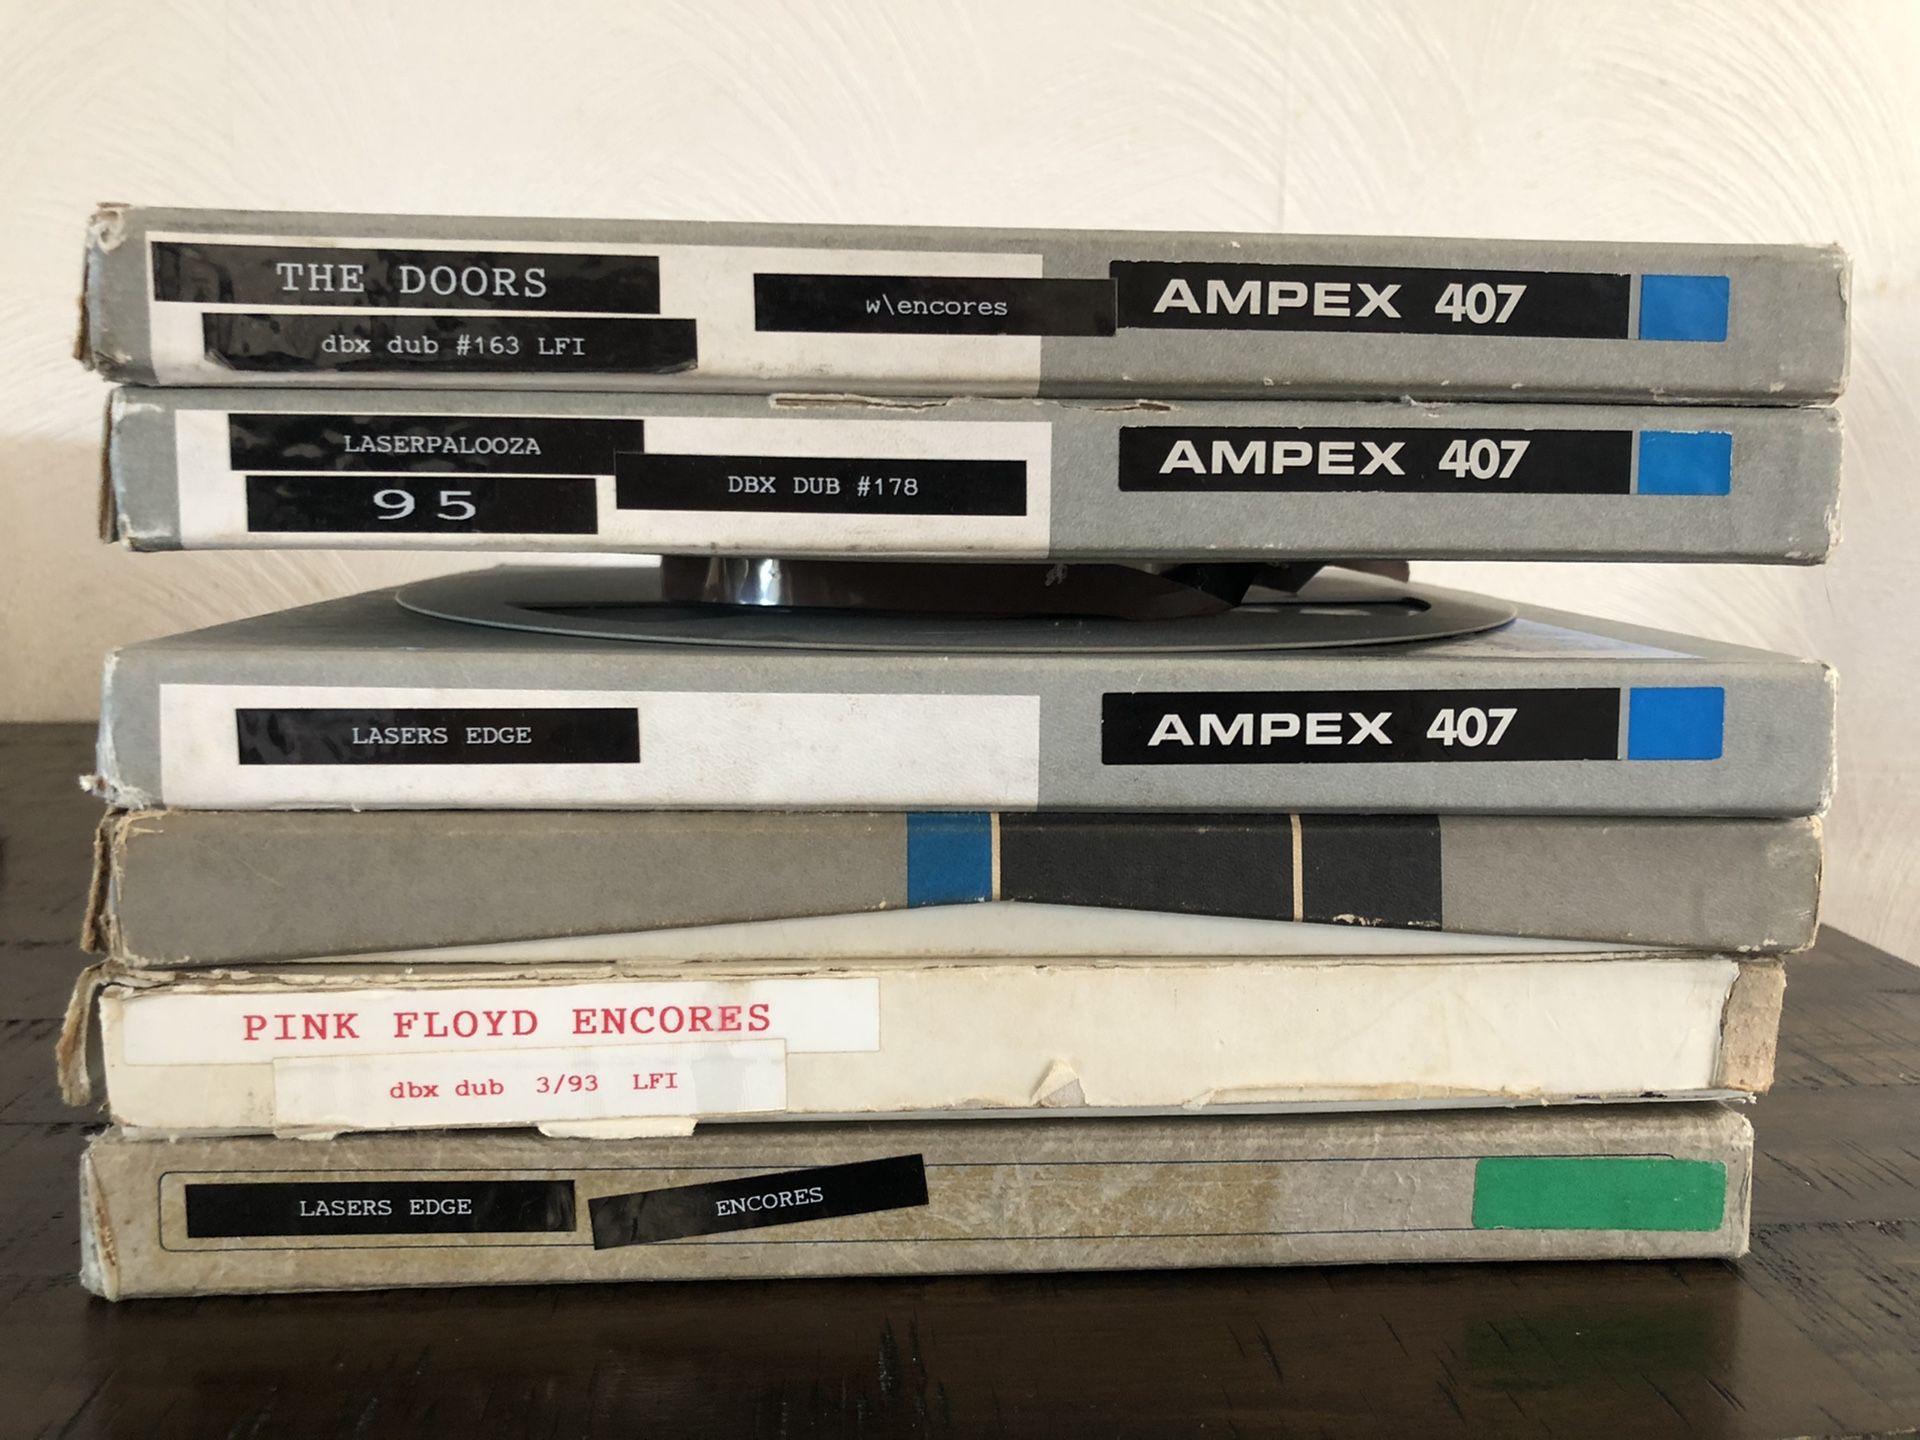 THE DOORS
w\encores
AMPEX 407
dbx dub #163 LFI
LASERPALOOZA
DBX DUB #178
AMPEX 407
95
LASERS EDGE
AMPEX 407
PINK FLOYD ENCORES
dbx dub 3/93 LFI
LASERS EDGE
ENCORES